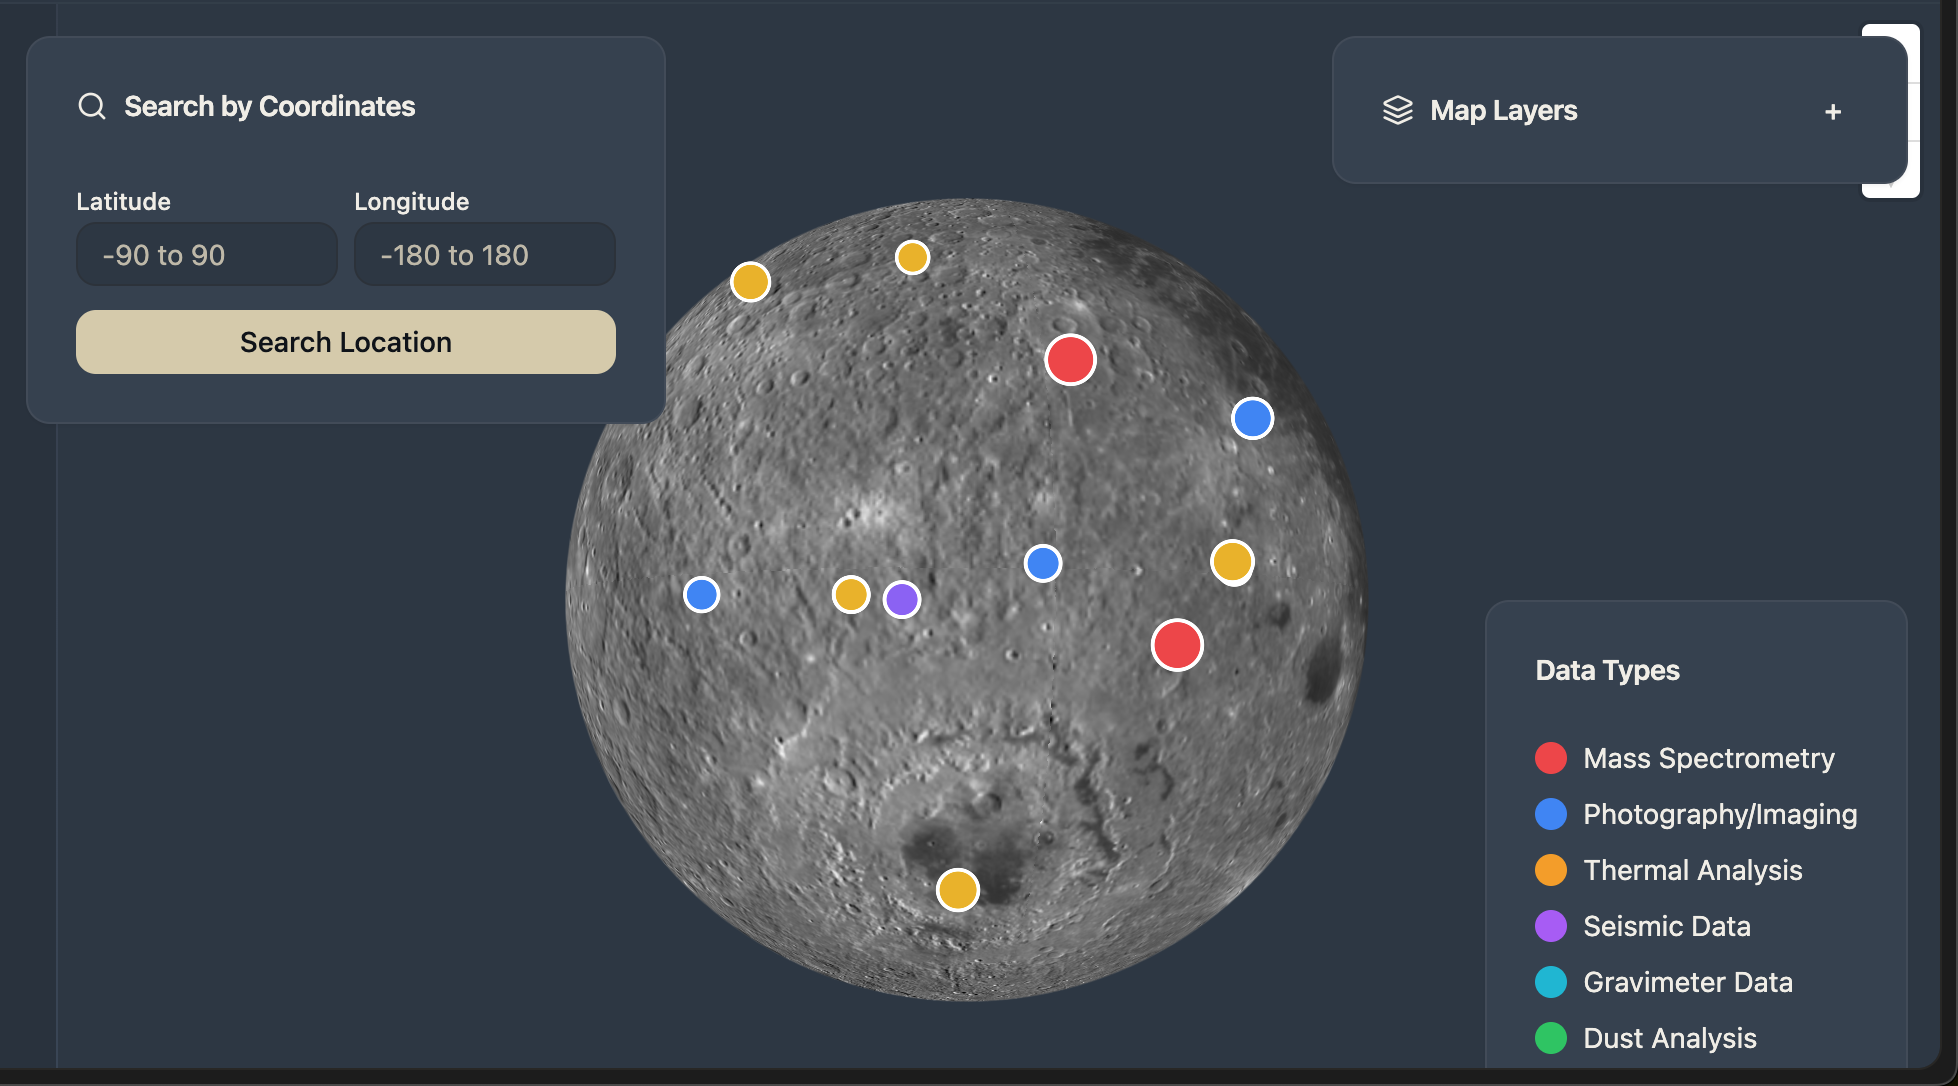 Search by Coordinates
Latitude
Longitude
-90 to 90
-180 to 180
Search Location
Map Layers
+
Data Types
Mass Spectrometry
Photography/Imaging
Thermal Analysis
Seismic Data
Gravimeter Data
Dust Analysis